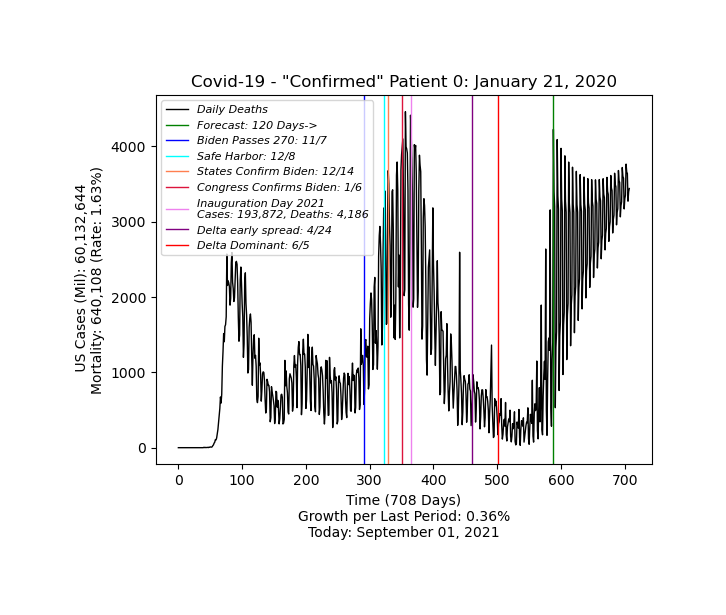 Covid-19 - "Confirmed" Patient 0: January 21, 2020
Daily Deaths
Forecast: 120 Days->
Biden Passes 270: 11/7
Safe Harbor: 12/8
States Confirm Biden: 12/14
Congress Confirms Biden: 1/6
Inauguration Day 2021
Cases: 193,872, Deaths: 4,186
Delta early spread: 4/24
Delta Dominant: 6/5
US Cases (Mil): 60,132,644
Mortality: 640,108 (Rate: 1.63%)
4000
3000
2000
1000
0
0 100 200 300 400 500 600 700
Time (708 Days)
Growth per Last Period: 0.36%
Today: September 01, 2021